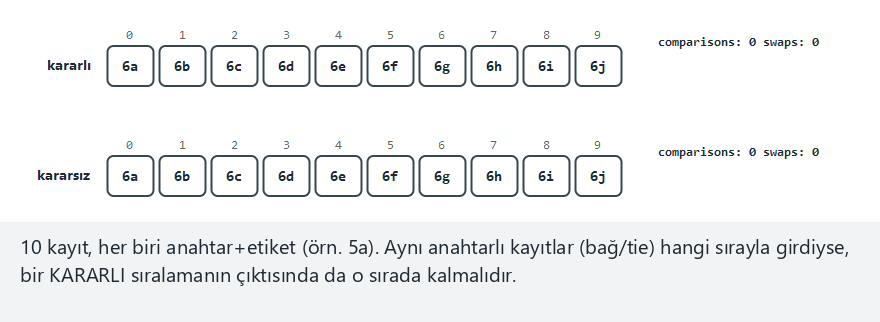 0 1 2 3 4 5 6 7 8 9
comparisons: 0 swaps: 0
kararlı 6a 6b 6c 6d 6e 6f 6g 6h 6i 6j
0 1 2 3 4 5 6 7 8 9
comparisons: 0 swaps: 0
kararsız 6a 6b 6c 6d 6e 6f 6g 6h 6i 6j
10 kayıt, her biri anahtar+etiket (örn. 5a). Aynı anahtarlı kayıtlar (bağ/tie) hangi sırayla girdiyse,
bir KARARLI sıralamanın çıktısında da o sırada kalmalıdır.